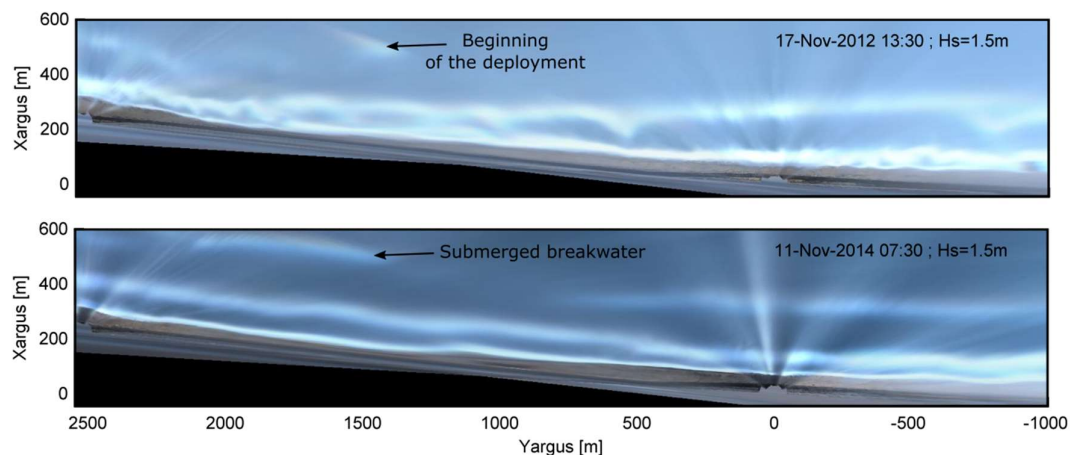 600
400
200
0
Xargus [m]
Beginning
of the deployment
17-Nov-2012 13:30 ; Hs=1.5m
600
400
200
0
Xargus [m]
Submerged breakwater
11-Nov-2014 07:30 ; Hs=1.5m
2500 2000 1500 1000 500 0 -500 -1000
Yargus [m]